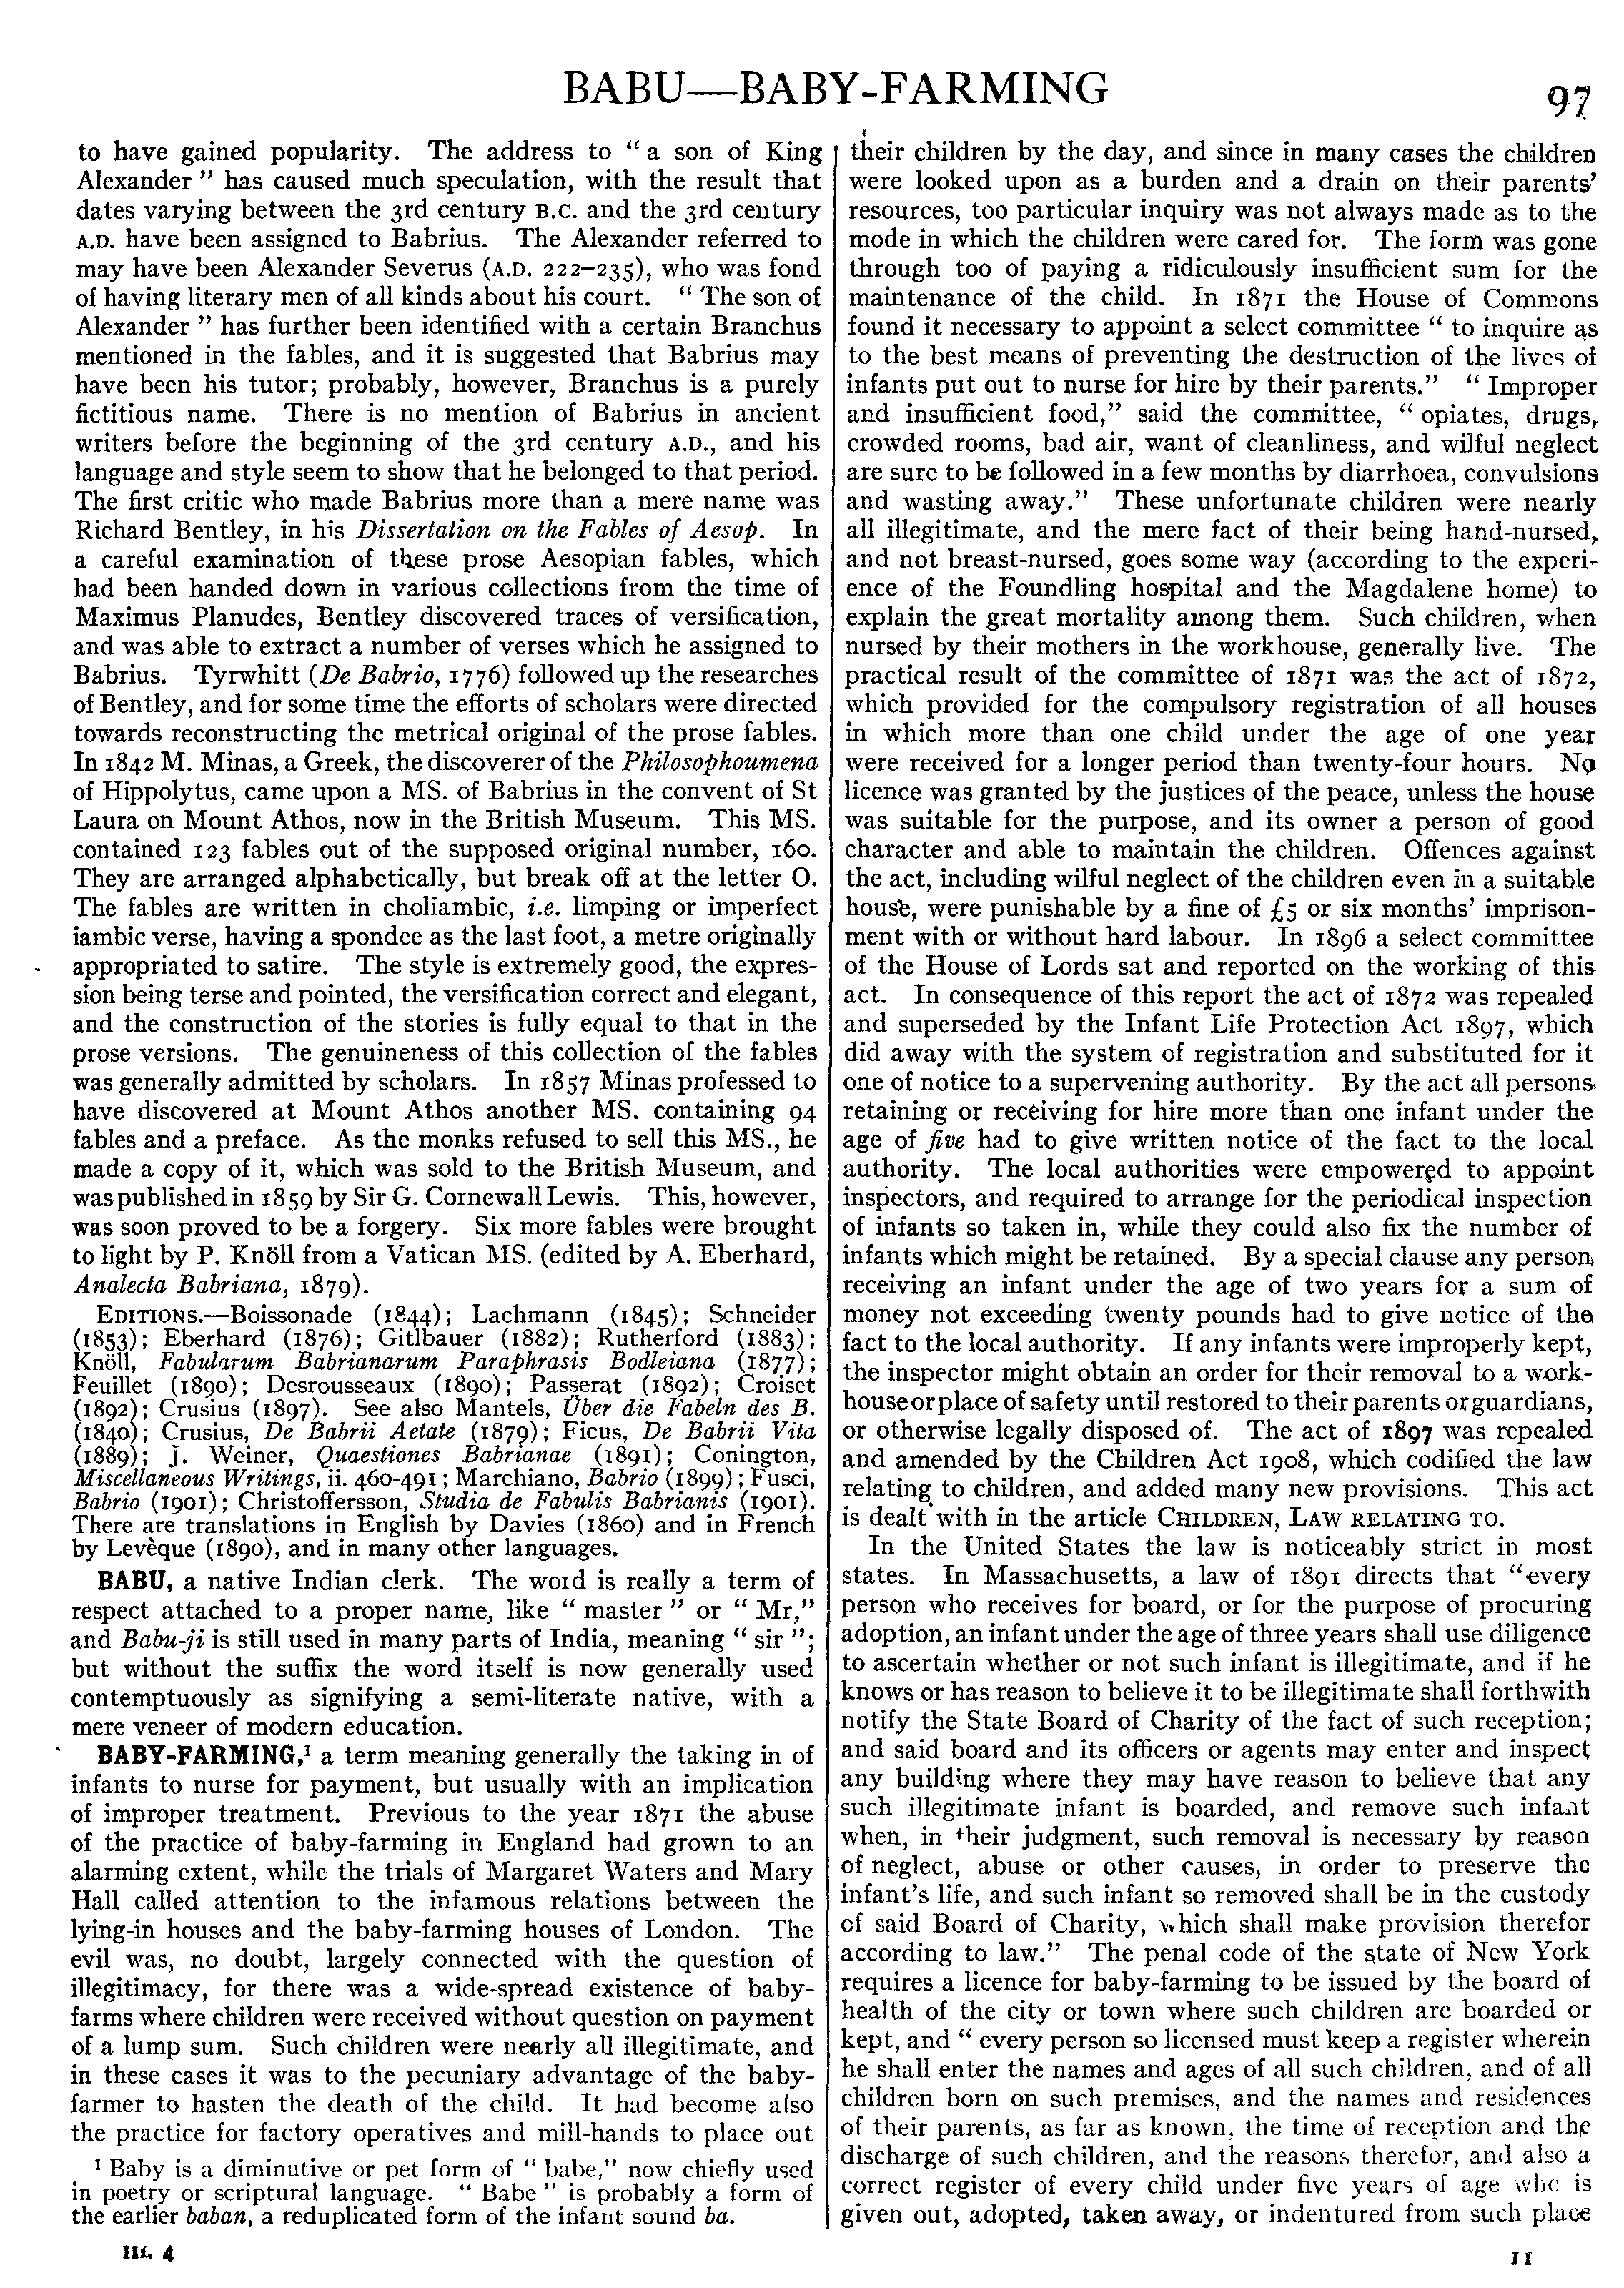 BABU—BABY-FARMING
97
to have gained popularity. The address to “ a son of King
Alexander ” has caused much speculation, with the result that
dates varying between the 3rd century B.C. and the 3rd century
A.D. have been assigned to Babrius. The Alexander referred to
may have been Alexander Severus (A.D. 222–235), who was fond
of having literary men of all kinds about his court. “ The son of
Alexander ” has further been identified with a certain Branchus
mentioned in the fables, and it is suggested that Babrius may
have been his tutor; probably, however, Branchus is a purely
fictitious name. There is no mention of Babrius in ancient
writers before the beginning of the 3rd century A.D., and his
language and style seem to show that he belonged to that period.
The first critic who made Babrius more than a mere name was
Richard Bentley, in his Dissertation on the Fables of Aesop. In
a careful examination of these prose Aesopian fables, which
had been handed down in various collections from the time of
Maximus Planudes, Bentley discovered traces of versification,
and was able to extract a number of verses which he assigned to
Babrius. Tyrwhitt (De Babrio, 1776) followed up the researches
of Bentley, and for some time the efforts of scholars were directed
towards reconstructing the metrical original of the prose fables.
In 1842 M. Minas, a Greek, the discoverer of the Philosophoumena
of Hippolytus, came upon a MS. of Babrius in the convent of St
Laura on Mount Athos, now in the British Museum. This MS.
contained 123 fables out of the supposed original number, 160.
They are arranged alphabetically, but break off at the letter O.
The fables are written in choliambic, i.e. limping or imperfect
iambic verse, having a spondee as the last foot, a metre originally
appropriated to satire. The style is extremely good, the expres-
sion being terse and pointed, the versification correct and elegant,
and the construction of the stories is fully equal to that in the
prose versions. The genuineness of this collection of the fables
was generally admitted by scholars. In 1857 Minas professed to
have discovered at Mount Athos another MS. containing 94
fables and a preface. As the monks refused to sell this MS., he
made a copy of it, which was sold to the British Museum, and
was published in 1859 by Sir G. Cornewall Lewis. This, however,
was soon proved to be a forgery. Six more fables were brought
to light by P. Knöll from a Vatican MS. (edited by A. Eberhard,
Analecta Babriana, 1879).
EDITIONS.—Boissonade (1844); Lachmann (1845); Schneider
(1853); Eberhard (1876); Gitlbauer (1882); Rutherford (1883);
Knöll, Fabularum Babrianarum Paraphrasis Bodleiana (1877);
Feuillet (1890); Desrousseaux (1890); Passerat (1892); Croiset
(1892); Crusius (1897). See also Mantels, Über die Fabeln des B.
(1840); Crusius, De Babrii Aetate (1879); Ficus, De Babrii Vita
(1889); J. Weiner, Quaestiones Babrianae (1891); Conington,
Miscellaneous Writings, ii. 460-491; Marchiano, Babrio (1899); Fusci,
Babrio (1901); Christoffersson, Studia de Fabulis Babrianis (1901).
There are translations in English by Davies (1860) and in French
by Levèque (1890), and in many other languages.
BABU, a native Indian clerk. The word is really a term of
respect attached to a proper name, like “ master ” or “ Mr,”
and Babu-ji is still used in many parts of India, meaning “ sir ”;
but without the suffix the word itself is now generally used
contemptuously as signifying a semi-literate native, with a
mere veneer of modern education.
BABY-FARMING,¹ a term meaning generally the taking in of
infants to nurse for payment, but usually with an implication
of improper treatment. Previous to the year 1871 the abuse
of the practice of baby-farming in England had grown to an
alarming extent, while the trials of Margaret Waters and Mary
Hall called attention to the infamous relations between the
lying-in houses and the baby-farming houses of London. The
evil was, no doubt, largely connected with the question of
illegitimacy, for there was a wide-spread existence of baby-
farms where children were received without question on payment
of a lump sum. Such children were nearly all illegitimate, and
in these cases it was to the pecuniary advantage of the baby-
farmer to hasten the death of the child. It had become also
the practice for factory operatives and mill-hands to place out
¹ Baby is a diminutive or pet form of “ babe,” now chiefly used
in poetry or scriptural language. “ Babe ” is probably a form of
the earlier baban, a reduplicated form of the infant sound ba.
III. 4
their children by the day, and since in many cases the children
were looked upon as a burden and a drain on their parents’
resources, too particular inquiry was not always made as to the
mode in which the children were cared for. The form was gone
through too of paying a ridiculously insufficient sum for the
maintenance of the child. In 1871 the House of Commons
found it necessary to appoint a select committee “ to inquire as
to the best means of preventing the destruction of the lives of
infants put out to nurse for hire by their parents.” “ Improper
and insufficient food,” said the committee, “ opiates, drugs,
crowded rooms, bad air, want of cleanliness, and wilful neglect
are sure to be followed in a few months by diarrhoea, convulsions
and wasting away.” These unfortunate children were nearly
all illegitimate, and the mere fact of their being hand-nursed,
and not breast-nursed, goes some way (according to the experi-
ence of the Foundling hospital and the Magdalene home) to
explain the great mortality among them. Such children, when
nursed by their mothers in the workhouse, generally live. The
practical result of the committee of 1871 was the act of 1872,
which provided for the compulsory registration of all houses
in which more than one child under the age of one year
were received for a longer period than twenty-four hours. No
licence was granted by the justices of the peace, unless the house
was suitable for the purpose, and its owner a person of good
character and able to maintain the children. Offences against
the act, including wilful neglect of the children even in a suitable
house, were punishable by a fine of £5 or six months’ imprison-
ment with or without hard labour. In 1896 a select committee
of the House of Lords sat and reported on the working of this
act. In consequence of this report the act of 1872 was repealed
and superseded by the Infant Life Protection Act 1897, which
did away with the system of registration and substituted for it
one of notice to a supervening authority. By the act all persons
retaining or receiving for hire more than one infant under the
age of five had to give written notice of the fact to the local
authority. The local authorities were empowered to appoint
inspectors, and required to arrange for the periodical inspection
of infants so taken in, while they could also fix the number of
infants which might be retained. By a special clause any person
receiving an infant under the age of two years for a sum of
money not exceeding twenty pounds had to give notice of the
fact to the local authority. If any infants were improperly kept,
the inspector might obtain an order for their removal to a work-
house or place of safety until restored to their parents or guardians,
or otherwise legally disposed of. The act of 1897 was repealed
and amended by the Children Act 1908, which codified the law
relating to children, and added many new provisions. This act
is dealt with in the article CHILDREN, LAW RELATING TO.
In the United States the law is noticeably strict in most
states. In Massachusetts, a law of 1891 directs that “every
person who receives for board, or for the purpose of procuring
adoption, an infant under the age of three years shall use diligence
to ascertain whether or not such infant is illegitimate, and if he
knows or has reason to believe it to be illegitimate shall forthwith
notify the State Board of Charity of the fact of such reception;
and said board and its officers or agents may enter and inspect
any building where they may have reason to believe that any
such illegitimate infant is boarded, and remove such infant
when, in their judgment, such removal is necessary by reason
of neglect, abuse or other causes, in order to preserve the
infant’s life, and such infant so removed shall be in the custody
of said Board of Charity, which shall make provision therefor
according to law.” The penal code of the state of New York
requires a licence for baby-farming to be issued by the board of
health of the city or town where such children are boarded or
kept, and “ every person so licensed must keep a register wherein
he shall enter the names and ages of all such children, and of all
children born on such premises, and the names and residences
of their parents, as far as known, the time of reception and the
discharge of such children, and the reasons therefor, and also a
correct register of every child under five years of age who is
given out, adopted, taken away, or indentured from such place
11